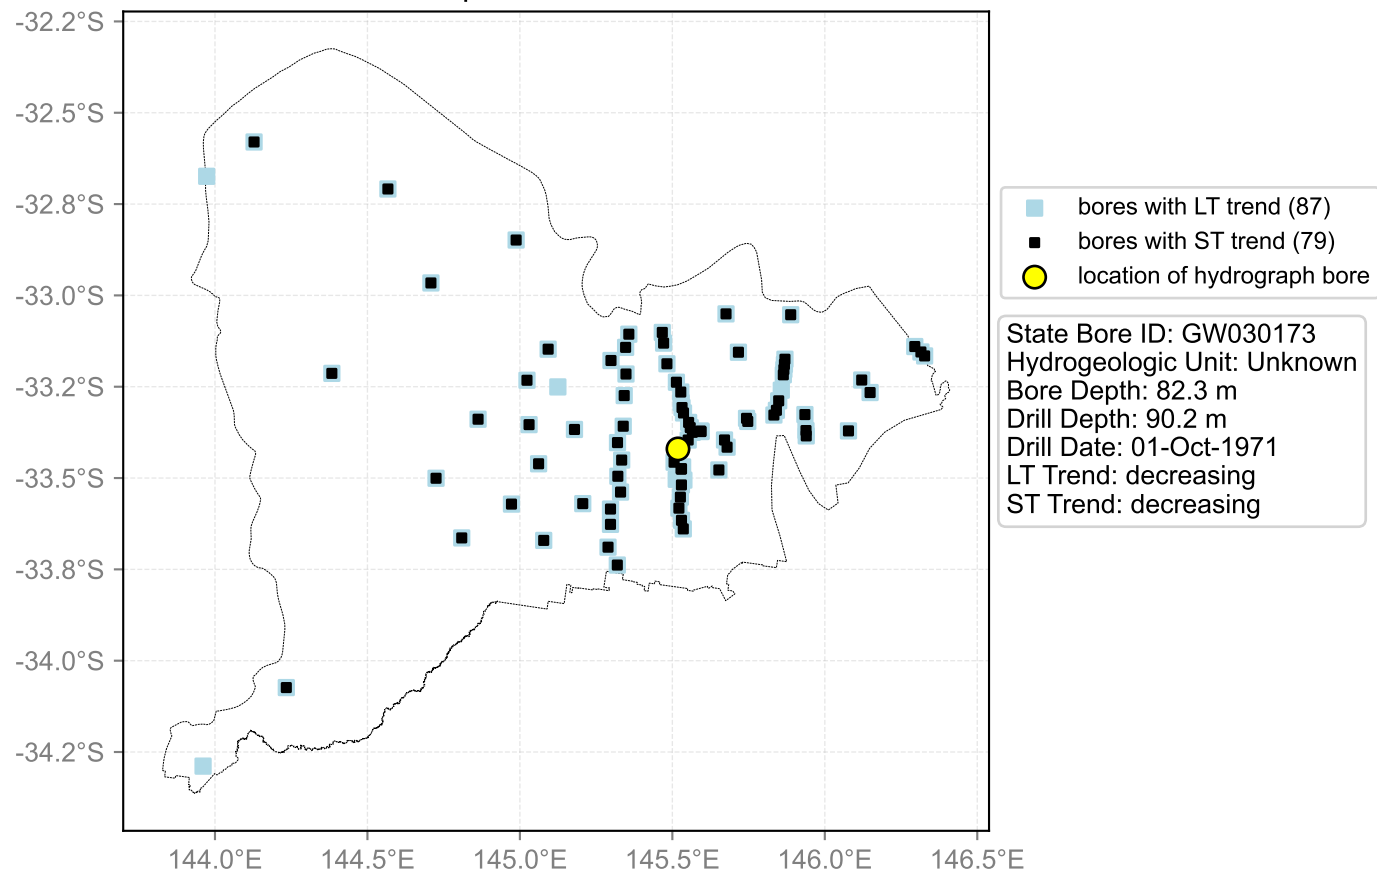 -32.2°S
-32.5°S
-32.8°S
-33.0°S
-33.2°S
-33.5°S
-33.8°S
-34.0°S
-34.2°S
144.0°E
144.5°E
145.0°E
145.5°E
146.0°E
146.5°E
bores with LT trend (87)
bores with ST trend (79)
location of hydrograph bore
State Bore ID: GW030173
Hydrogeologic Unit: Unknown
Bore Depth: 82.3 m
Drill Depth: 90.2 m
Drill Date: 01-Oct-1971
LT Trend: decreasing
ST Trend: decreasing